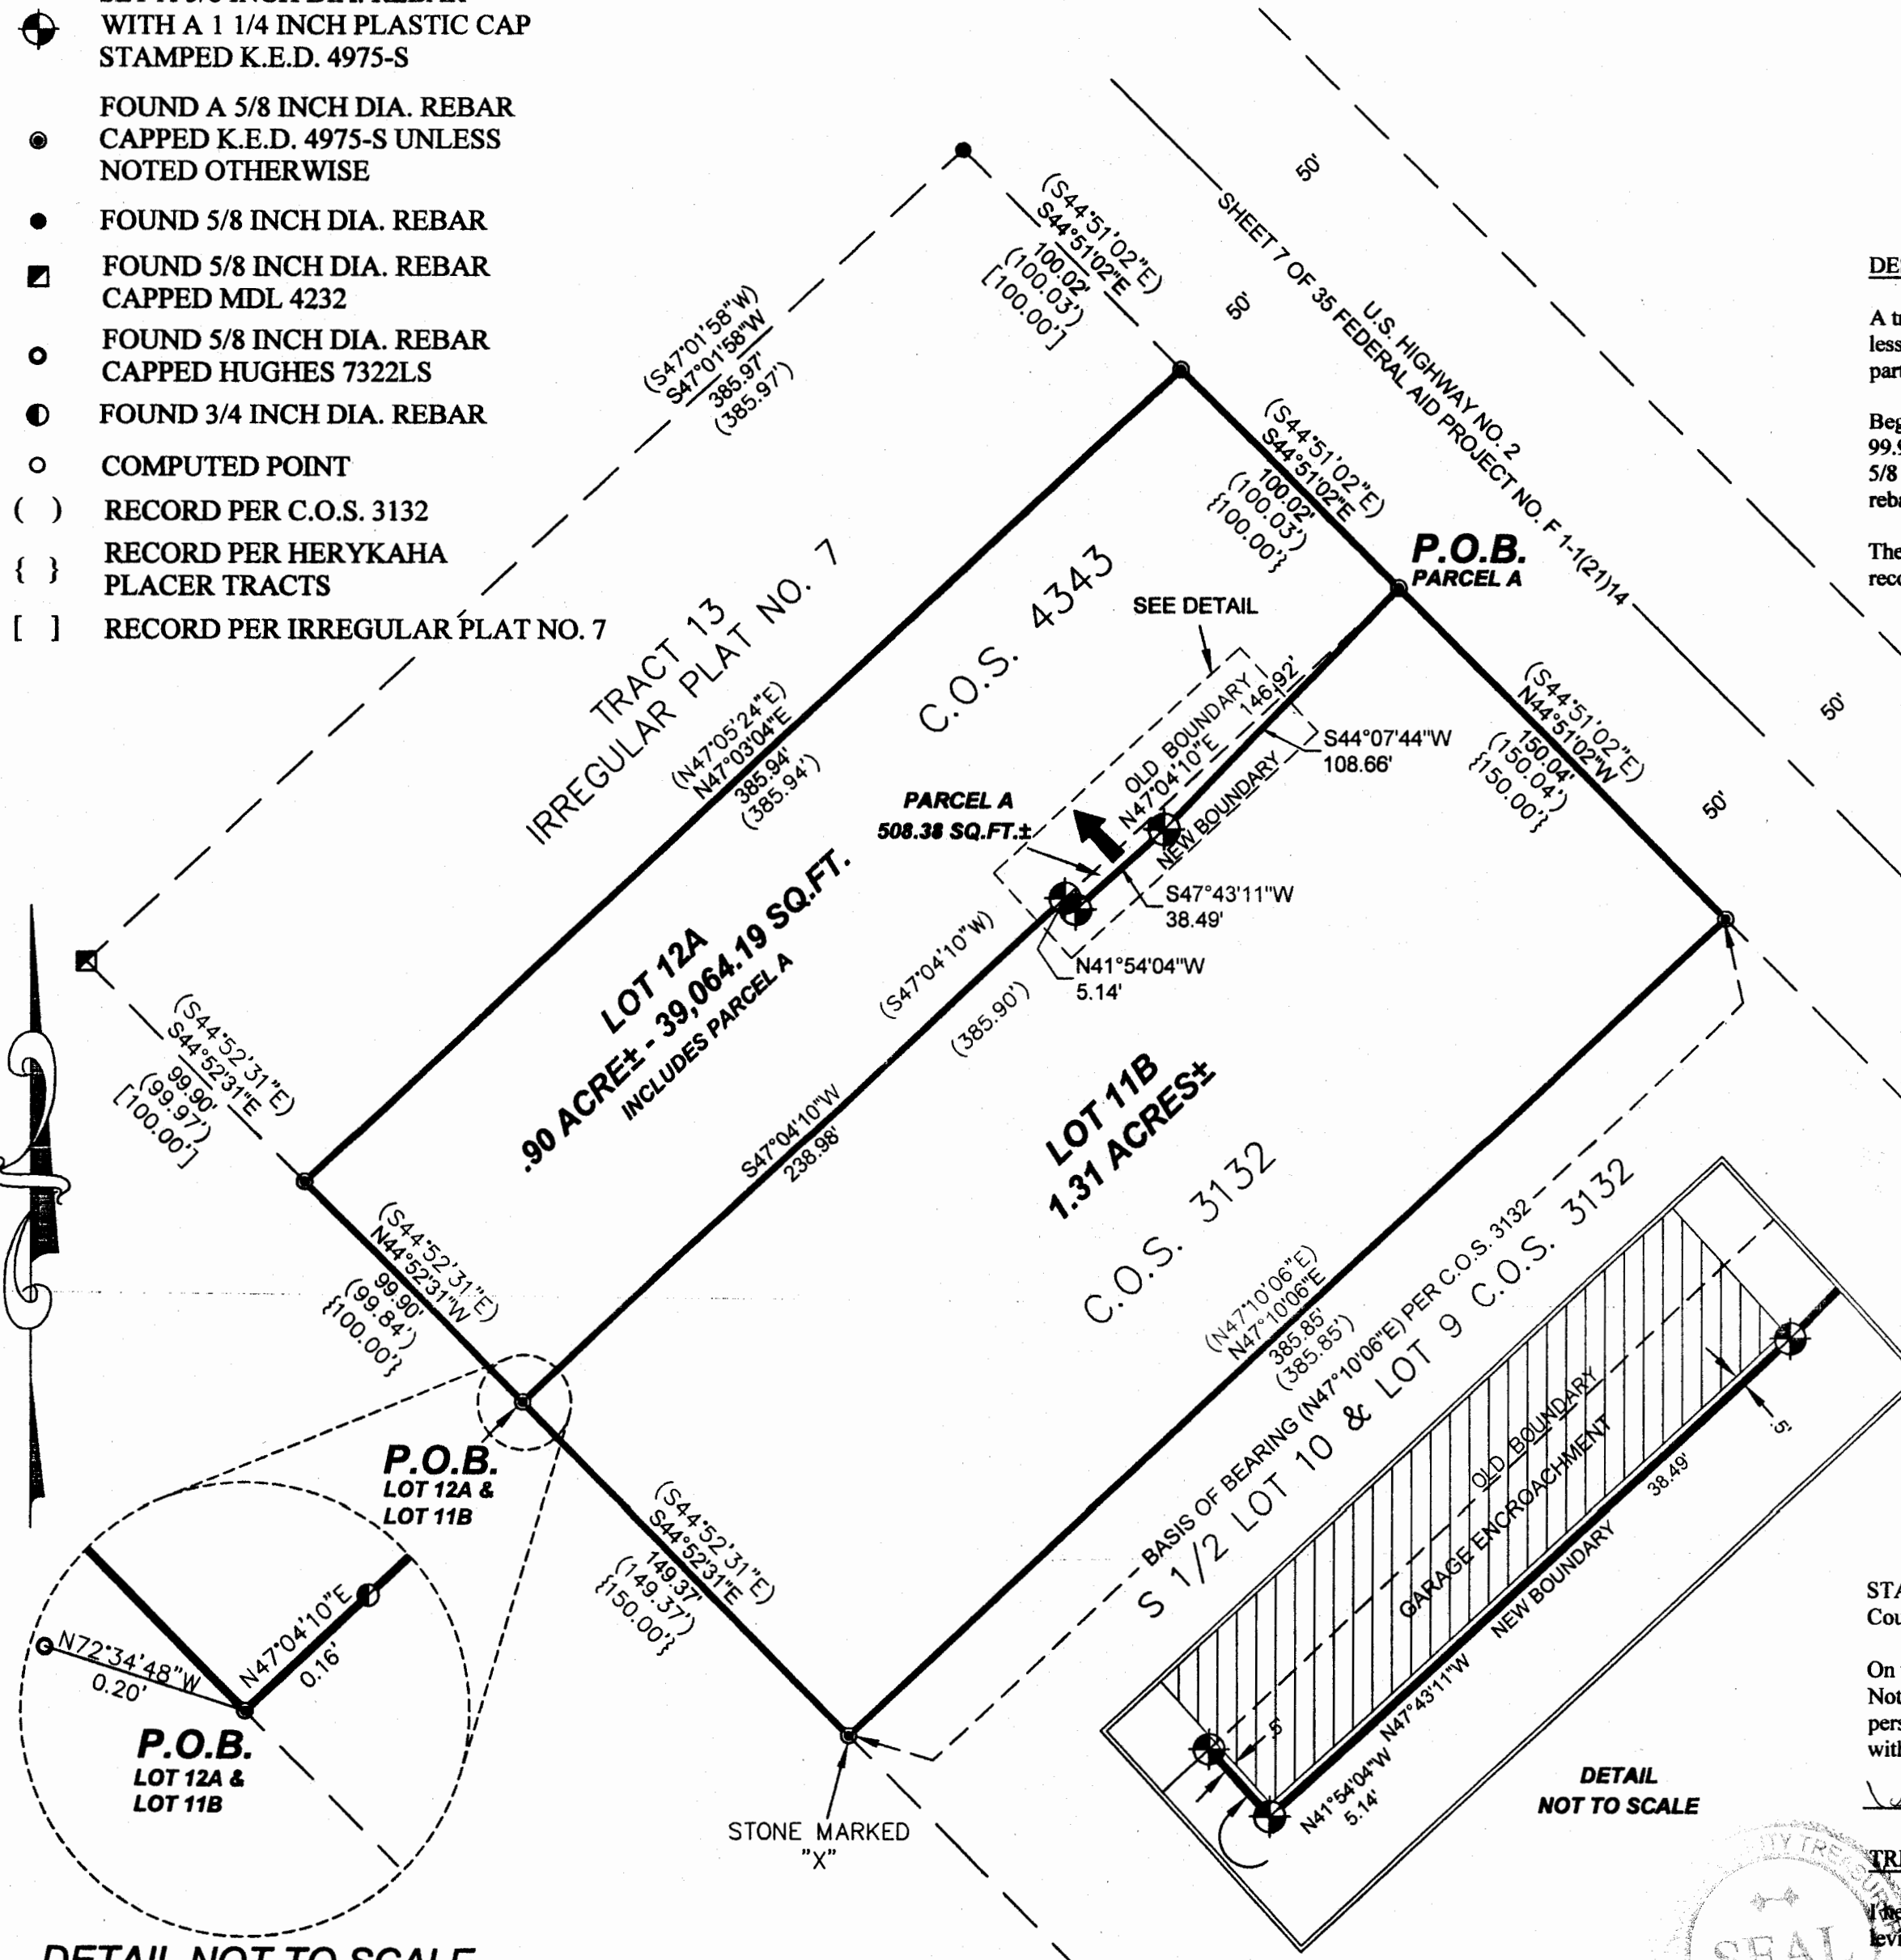 WITH A 1 1/4 INCH PLASTIC CAP
STAMPED K.E.D. 4975-S
FOUND A 5/8 INCH DIA. REBAR
CAPPED K.E.D. 4975-S UNLESS
NOTED OTHERWISE
FOUND 5/8 INCH DIA. REBAR
FOUND 5/8 INCH DIA. REBAR
CAPPED MDL 4232
FOUND 5/8 INCH DIA. REBAR
CAPPED HUGHES 7322LS
FOUND 3/4 INCH DIA. REBAR
COMPUTED POINT
( ) RECORD PER C.O.S. 3132
{ } RECORD PER HERYKAHA
PLACER TRACTS
[ ] RECORD PER IRREGULAR PLAT NO. 7
50'
50'
50'
50'
SHEET 7 OF 35 FEDERAL AID PROJECT NO. F 1-1(21)14
U.S. HIGHWAY NO. 2
(S44°51'02"E)
S44°51'02"E
100.02'
(100.03')
[100.00']
(S47°01'58"W)
S47°01'58"W
385.97'
(385.97')
(S44°51'02"E)
S44°51'02"E
100.02'
(100.03')
{100.00'}
P.O.B.
PARCEL A
TRACT 13
IRREGULAR PLAT NO. 7
C.O.S. 4343
SEE DETAIL
(N47°05'24"E)
N47°03'04"E
385.94'
(385.94')
OLD BOUNDARY
N47°04'10"E 146.92'
NEW BOUNDARY
S44°07'44"W
108.66'
(S44°51'02"E)
N44°51'02"W
150.04'
(150.04')
{150.00'}
PARCEL A
508.38 SQ.FT.±
S47°43'11"W
38.49'
N41°54'04"W
5.14'
LOT 12A
.90 ACRE± - 39,064.19 SQ.FT.
INCLUDES PARCEL A
(S47°04'10"W)
(385.90')
S47°04'10"W
238.98'
(S44°52'31"E)
S44°52'31"E
99.90'
(99.97')
[100.00']
LOT 11B
1.31 ACRES±
C.O.S. 3132
(S44°52'31"E)
N44°52'31"W
99.90'
(99.84')
{100.00'}
(N47°10'06"E)
N47°10'06"E
385.85'
(385.85')
BASIS OF BEARING (N47°10'06"E) PER C.O.S. 3132
S 1/2 LOT 10 & LOT 9 C.O.S. 3132
P.O.B.
LOT 12A &
LOT 11B
(S44°52'31"E)
S44°52'31"E
149.37'
(149.37')
{150.00'}
N72°34'48"W
0.20'
N47°04'10"E
0.16'
P.O.B.
LOT 12A &
LOT 11B
STONE MARKED
"X"
OLD BOUNDARY
GARAGE ENCROACHMENT
NEW BOUNDARY
38.49'
.5'
5'
N47°43'11"W
N41°54'04"W
5.14'
DETAIL
NOT TO SCALE
DETAIL NOT TO SCALE
less
Beg
99.9
5/8
The
On
with
SEAL